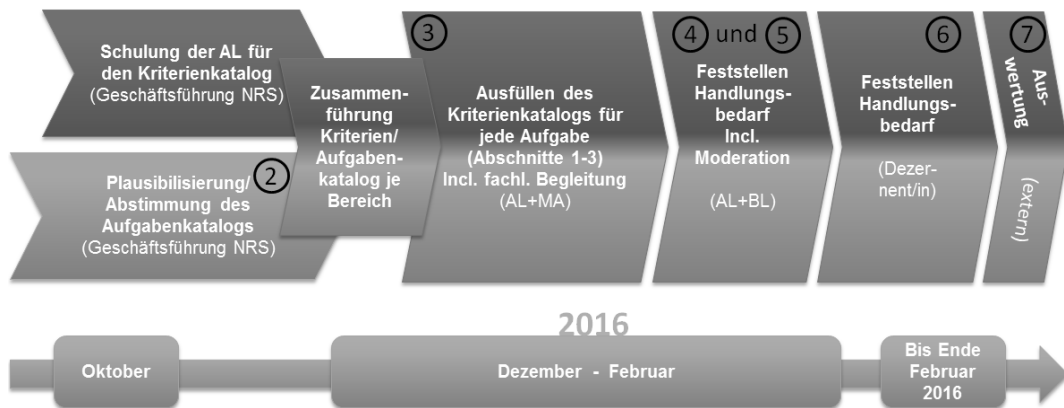 Schulung der AL für
den Kriterienkatalog
(Geschäftsführung NRS)
2
Plausibilisierung/
Abstimmung des
Aufgabenkatalogs
(Geschäftsführung NRS)
Zusammen-
führung
Kriterien/
Aufgaben-
katalog je
Bereich
3
Ausfüllen des
Kriterienkatalogs für
jede Aufgabe
(Abschnitte 1-3)
Incl. fachl. Begleitung
(AL+MA)
4 und 5
Feststellen
Handlungs-
bedarf
Incl.
Moderation
(AL+BL)
6
Feststellen
Handlungs-
bedarf
(Dezer-
nent/in)
7
Aus-
wertung
(extern)
2016
Oktober
Dezember - Februar
Bis Ende
Februar
2016